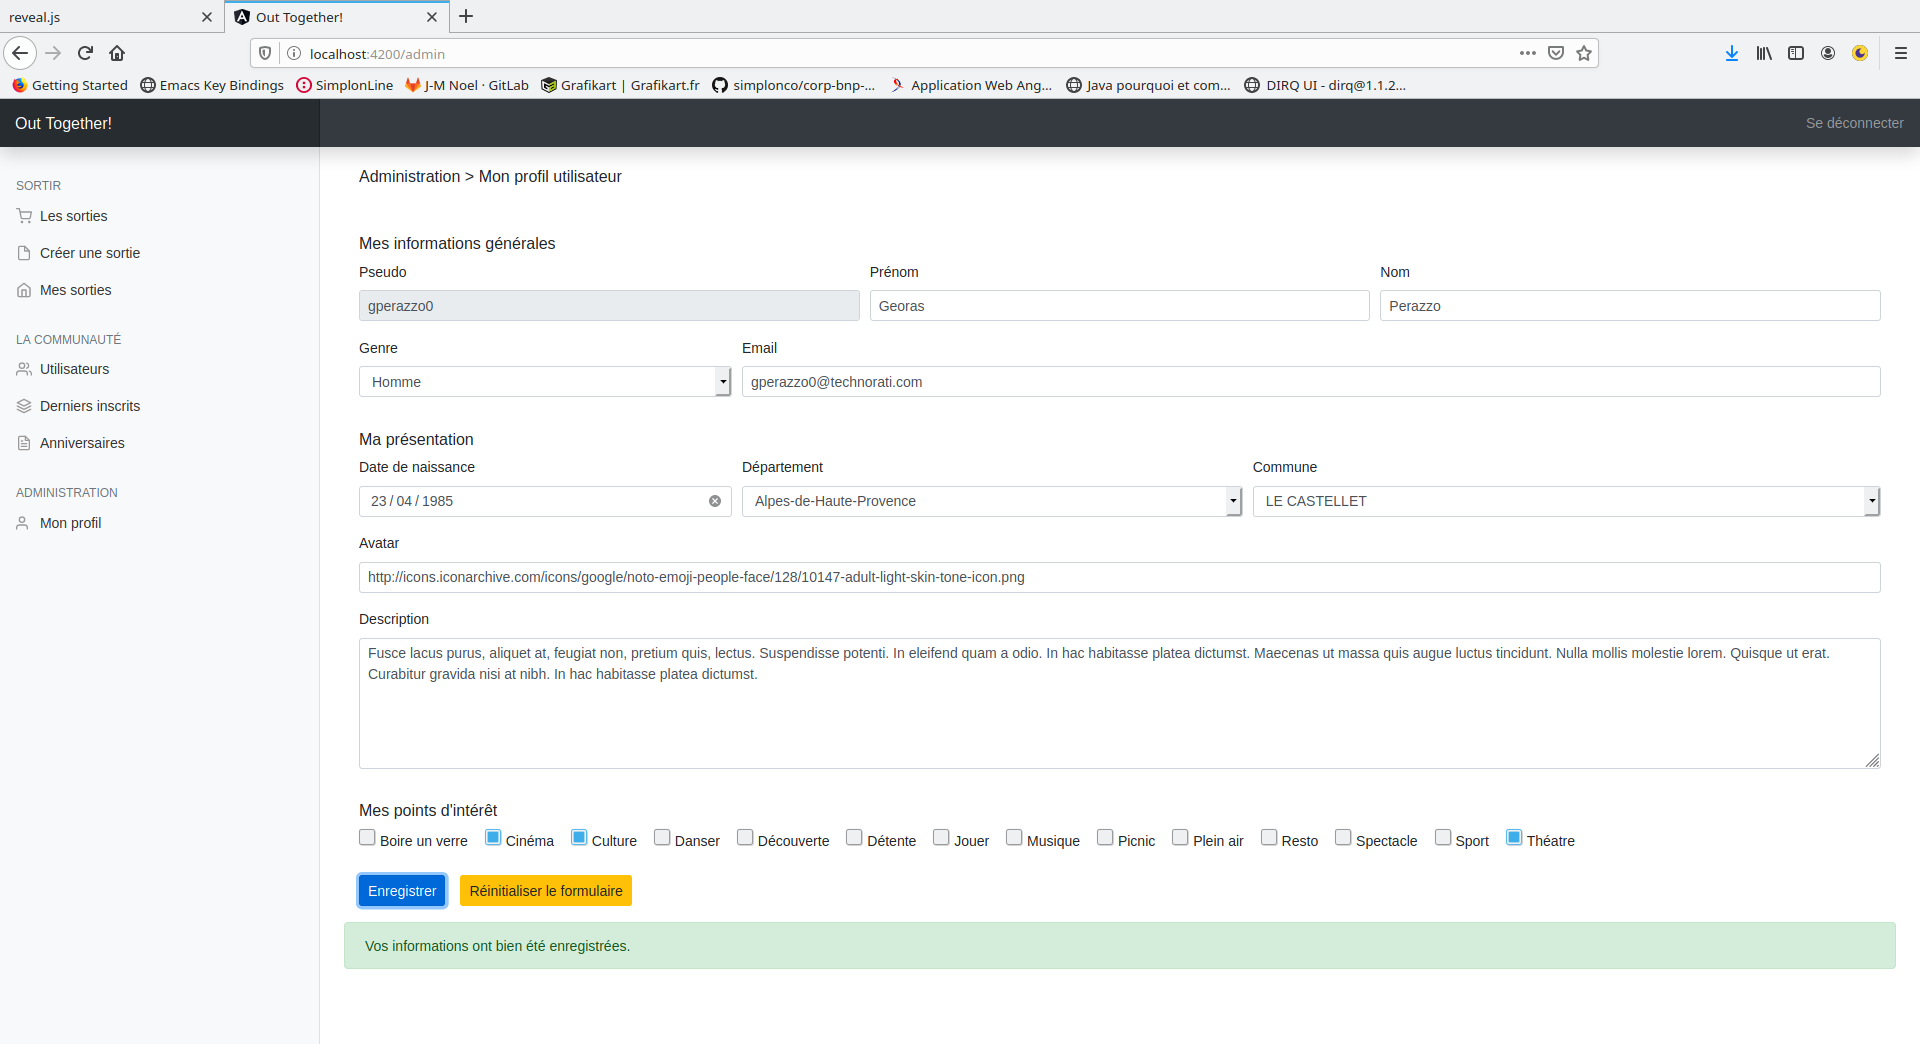 reveal.js
Out Together!
localhost:4200/admin
Getting Started
Emacs Key Bindings
SimplonLine
J-M Noel · GitLab
Grafikart | Grafikart.fr
simplonco/corp-bnp-...
Application Web Ang...
Java pourquoi et com...
DIRQ UI - dirq@1.1.2...
Out Together!
Se déconnecter
SORTIR
Les sorties
Créer une sortie
Mes sorties
LA COMMUNAUTÉ
Utilisateurs
Derniers inscrits
Anniversaires
ADMINISTRATION
Mon profil
Administration > Mon profil utilisateur
Mes informations générales
Pseudo
Prénom
Nom
gperazzo0
Georas
Perazzo
Genre
Email
Homme
gperazzo0@technorati.com
Ma présentation
Date de naissance
Département
Commune
23 / 04 / 1985
Alpes-de-Haute-Provence
LE CASTELLET
Avatar
http://icons.iconarchive.com/icons/google/noto-emoji-people-face/128/10147-adult-light-skin-tone-icon.png
Description
Fusce lacus purus, aliquet at, feugiat non, pretium quis, lectus. Suspendisse potenti. In eleifend quam a odio. In hac habitasse platea dictumst. Maecenas ut massa quis augue luctus tincidunt. Nulla mollis molestie lorem. Quisque ut erat.
Curabitur gravida nisi at nibh. In hac habitasse platea dictumst.
Mes points d'intérêt
Boire un verre
Cinéma
Culture
Danser
Découverte
Détente
Jouer
Musique
Picnic
Plein air
Resto
Spectacle
Sport
Théatre
Enregistrer
Réinitialiser le formulaire
Vos informations ont bien été enregistrées.